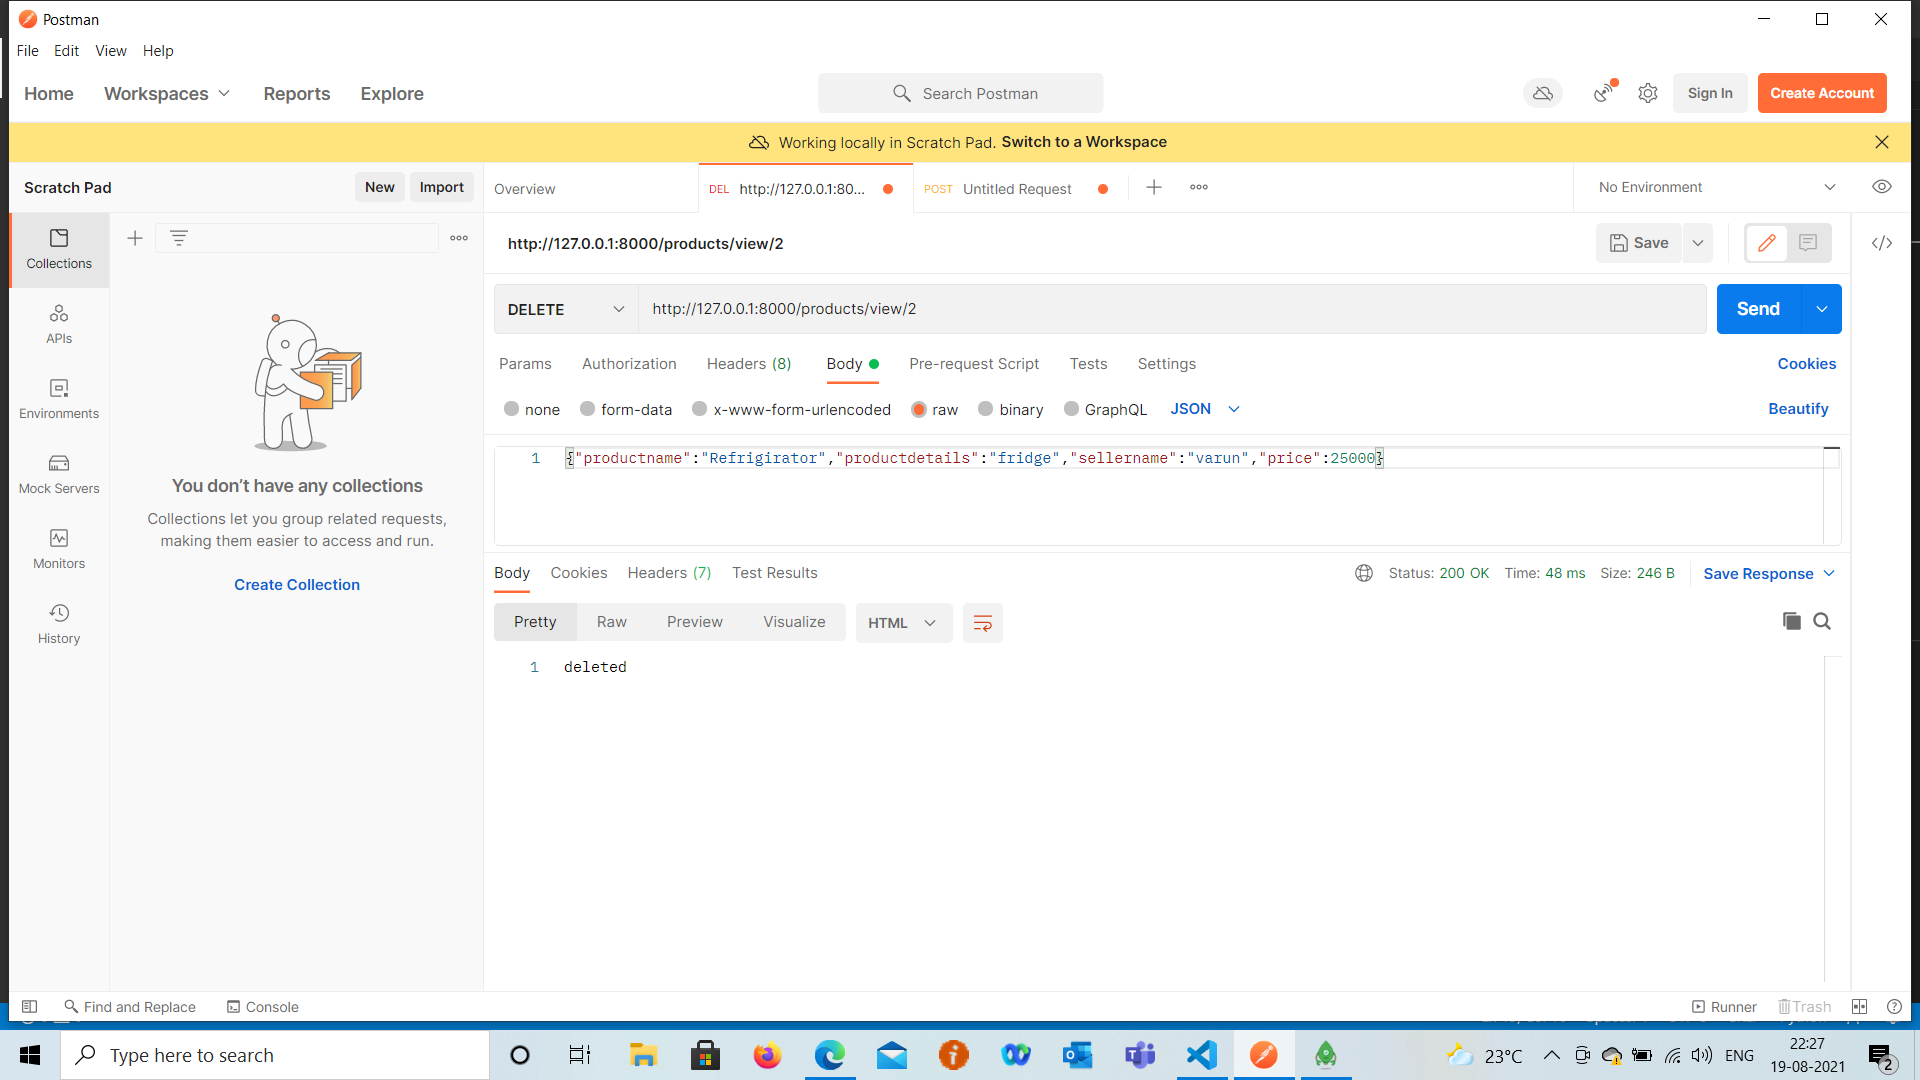 Postman
File Edit View Help
Home Workspaces Reports Explore
Search Postman
Sign In
Create Account
Working locally in Scratch Pad. Switch to a Workspace
Scratch Pad
New
Import
Overview
DEL http://127.0.0.1:80...
POST Untitled Request
No Environment
Collections
APIs
Environments
Mock Servers
Monitors
History
You don’t have any collections
Collections let you group related requests,
making them easier to access and run.
Create Collection
http://127.0.0.1:8000/products/view/2
Save
DELETE
http://127.0.0.1:8000/products/view/2
Send
Params Authorization Headers (8) Body Pre-request Script Tests Settings
Cookies
none form-data x-www-form-urlencoded raw binary GraphQL JSON
Beautify
1 {"productname":"Refrigirator","productdetails":"fridge","sellername":"varun","price":25000}
Body Cookies Headers (7) Test Results
Status: 200 OK Time: 48 ms Size: 246 B
Save Response
Pretty Raw Preview Visualize HTML
1 deleted
Find and Replace
Console
Runner
Trash
Type here to search
23°C
ENG
22:27
19-08-2021
2